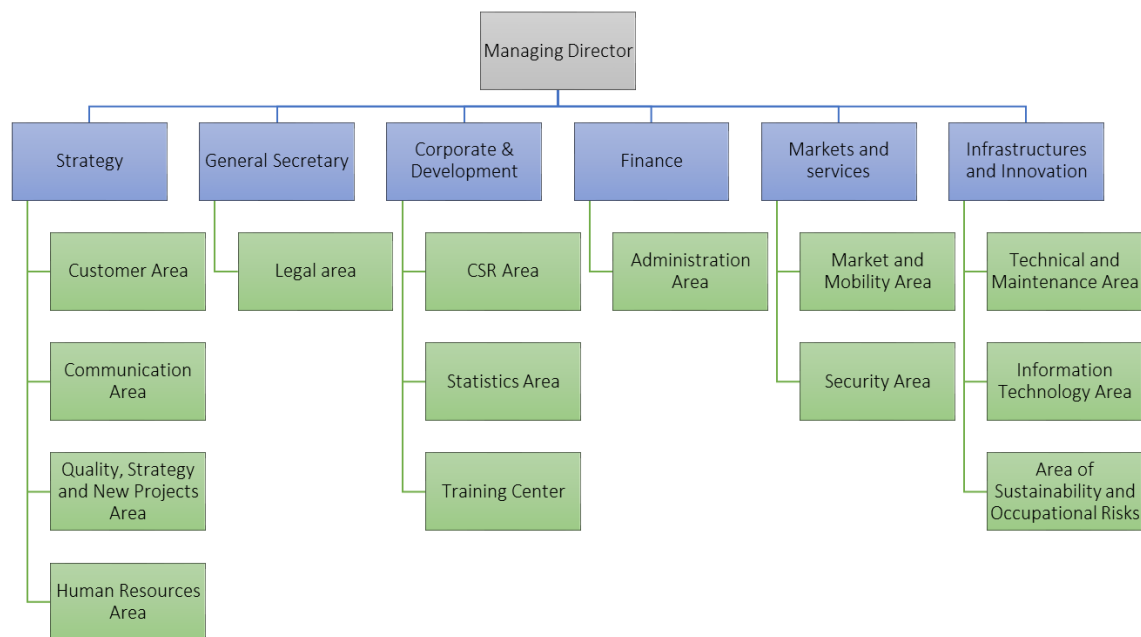 Managing Director
Strategy
General Secretary
Corporate &
Development
Finance
Markets and
services
Infrastructures
and Innovation
Customer Area
Communication
Area
Quality, Strategy
and New Projects
Area
Human Resources
Area
Legal area
CSR Area
Statistics Area
Training Center
Administration
Area
Market and
Mobility Area
Security Area
Technical and
Maintenance Area
Information
Technology Area
Area of
Sustainability and
Occupational Risks